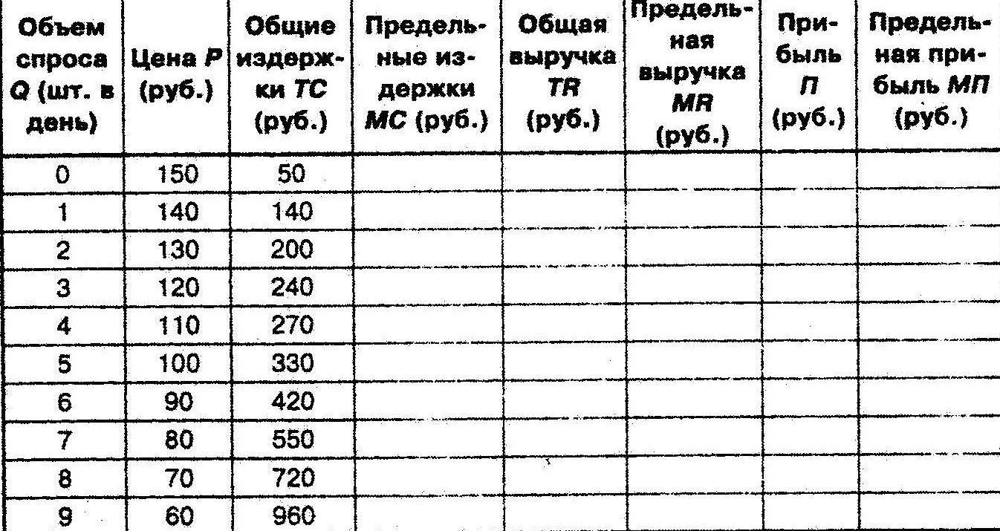 Объем спроса Q (шт. в день) Цена P (руб.) Общие издерж- ки TC (руб.) Предель- ные из- держки MC (руб.) Общая выручка TR (руб.) Предель- ная выручка MR (руб.) При- быль П (руб.) Предель- ная при- быль МП (руб.)
0 150 50
1 140 140
2 130 200
3 120 240
4 110 270
5 100 330
6 90 420
7 80 550
8 70 720
9 60 960